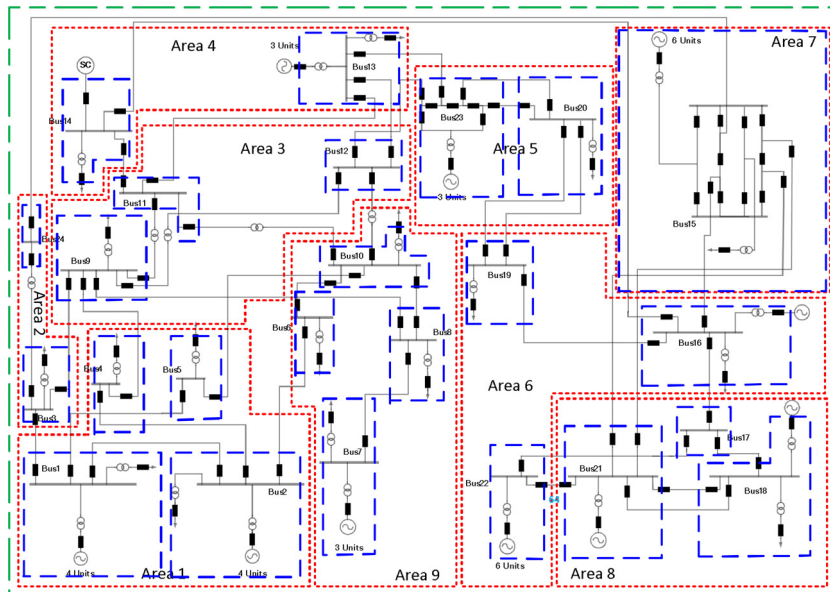 Area 4
3 Units
6 Units
Area 7
SC
Bus13
Bus14
Bus23
Bus20
Area 3
Bus12
Area 5
3 Units
Bus11
Bus24
Bus9
Bus10
Bus15
Bus19
Area 2
Bus6
Bus8
Bus16
Bus4
Bus5
Area 6
Bus3
Bus17
Bus7
Bus1
Bus2
Bus22
Bus21
Bus18
3 Units
4 Units
Area 1
4 Units
Area 9
6 Units
Area 8